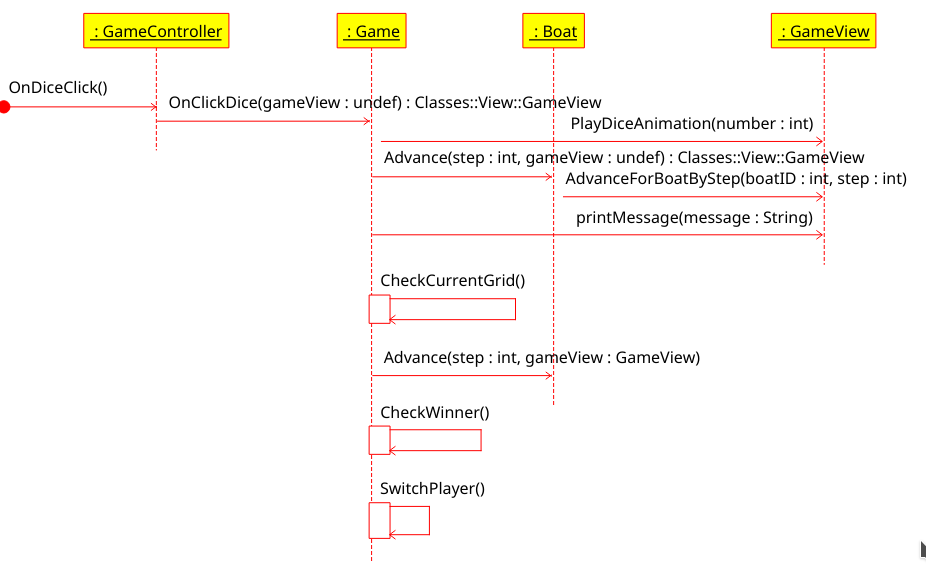 : GameController
: Game
: Boat
: GameView
OnDiceClick()
OnClickDice(gameView : undef) : Classes::View::GameView
PlayDiceAnimation(number : int)
Advance(step : int, gameView : undef) : Classes::View::GameView
AdvanceForBoatByStep(boatID : int, step : int)
printMessage(message : String)
CheckCurrentGrid()
Advance(step : int, gameView : GameView)
CheckWinner()
SwitchPlayer()